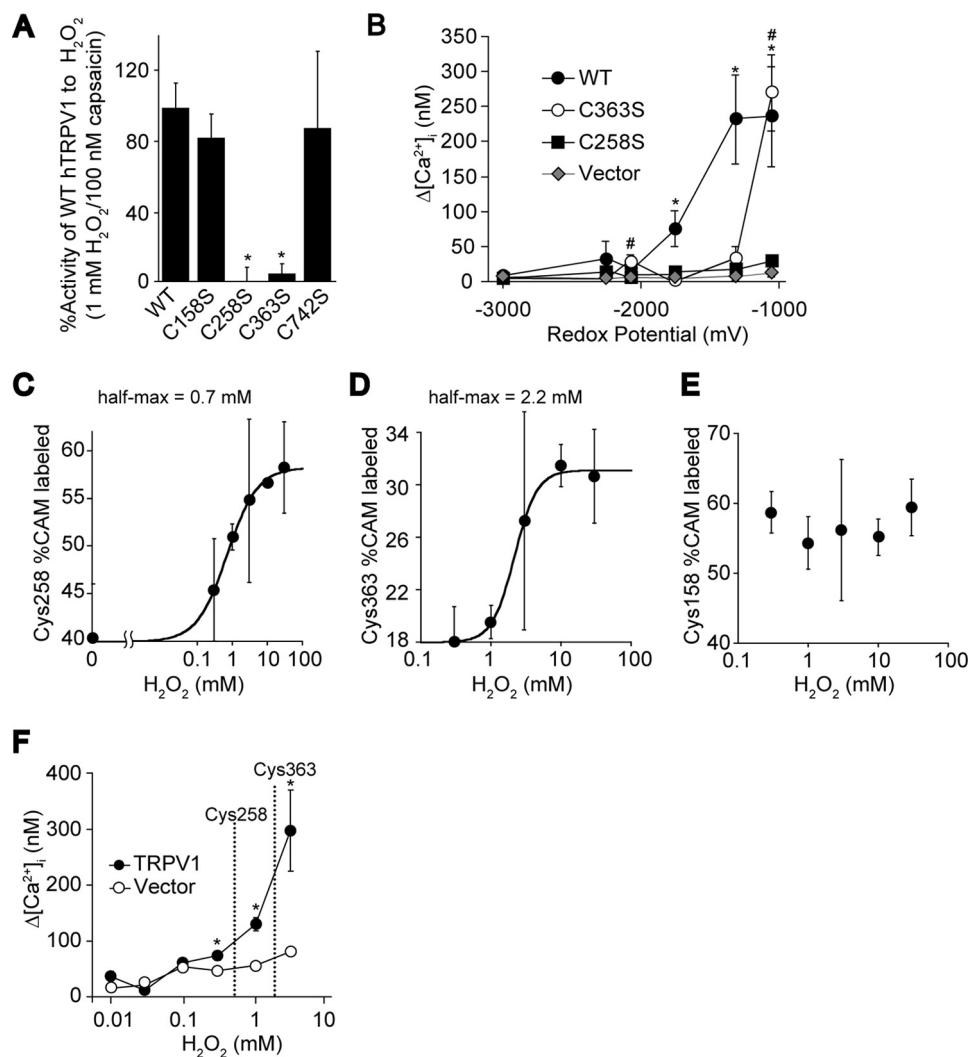 A
%Activity of WT hTRPV1 to H2O2
(1 mM H2O2/100 nM capsaicin)
120
80
40
0
* *
WT
C158S
C258S
C363S
C742S
B
Δ[Ca2+]i (nM)
350
300
250
200
150
100
50
0
WT
C363S
C258S
Vector
#
*
*
*
#
-3000 -2000 -1000
Redox Potential (mV)
C
half-max = 0.7 mM
Cys258 %CAM labeled
60
55
50
45
40
0 0.1 1 10 100
H2O2 (mM)
D
half-max = 2.2 mM
Cys363 %CAM labeled
34
30
26
22
18
0.1 1 10 100
H2O2 (mM)
E
Cys158 %CAM labeled
70
60
50
40
0.1 1 10 100
H2O2 (mM)
F
Δ[Ca2+]i (nM)
400
300
200
100
0
Cys363
*
Cys258
TRPV1
Vector
*
*
0.01 0.1 1 10
H2O2 (mM)